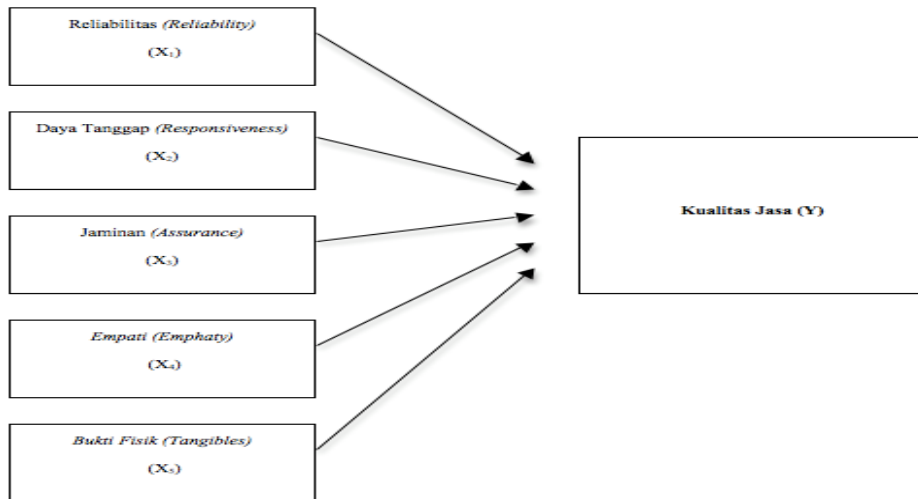 Reliabilitas (Reliability)
(X₁)
Daya Tanggap (Responsiveness)
(X₂)
Jaminan (Assurance)
(X₃)
Empati (Emphaty)
(X₄)
Bukti Fisik (Tangibles)
(X₅)
Kualitas Jasa (Y)